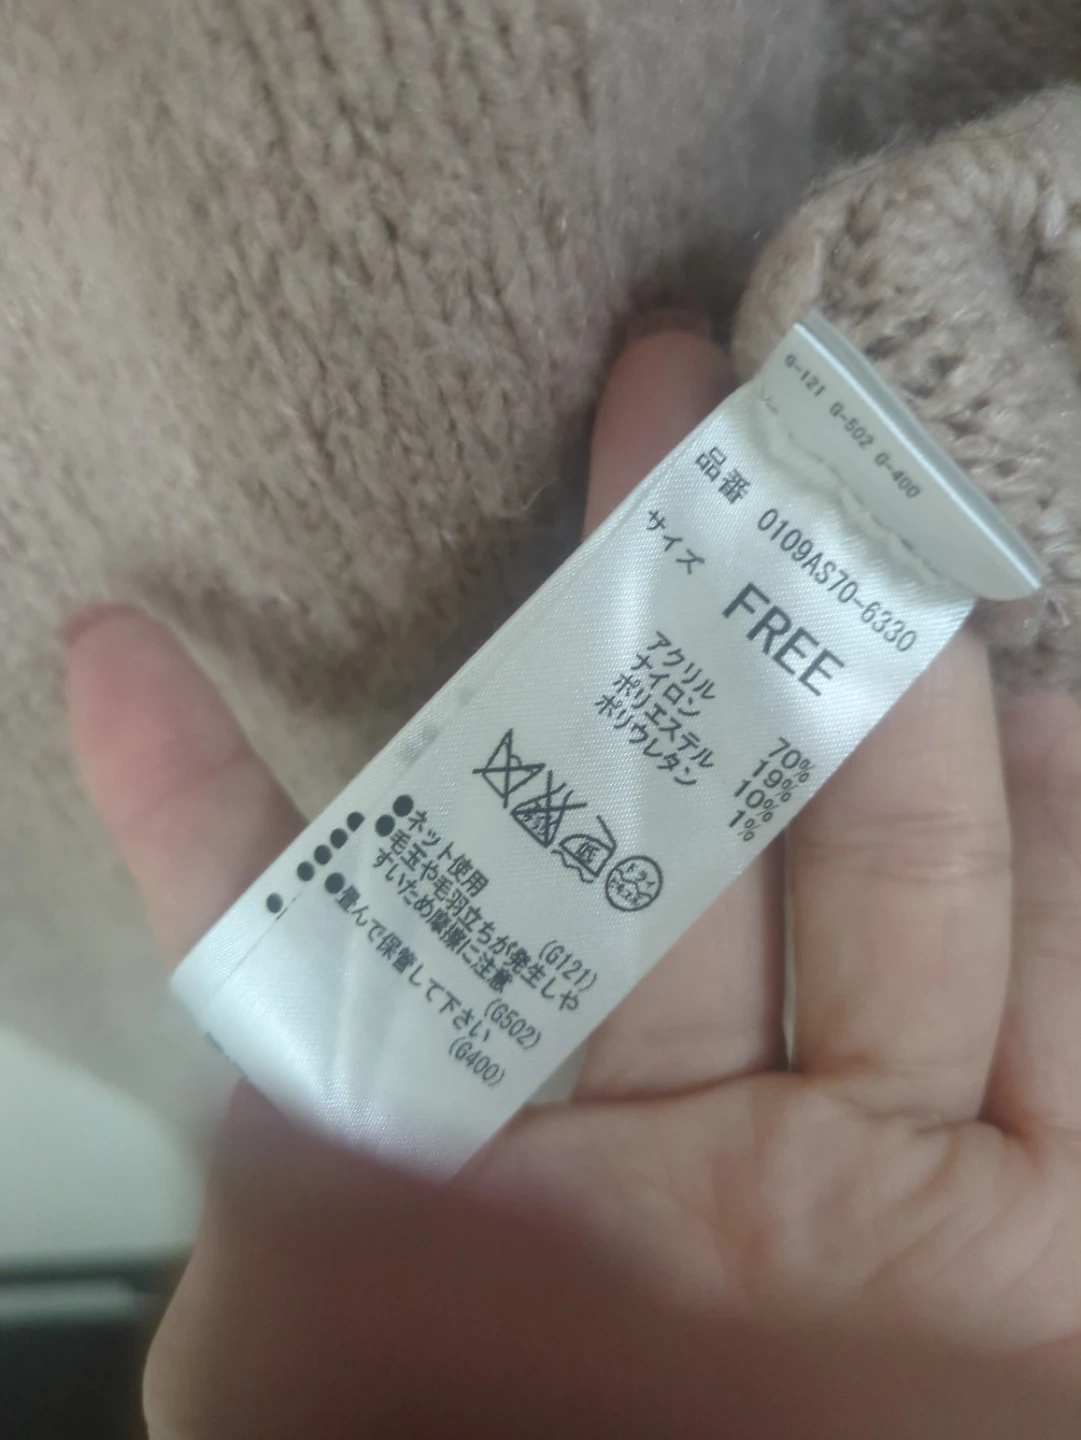 G-121 G-502 G-400
品番 0109AS70-6330
サイズ FREE
アクリル 70%
ナイロン 19%
ポリエステル 10%
ポリウレタン 1%
低
●ネット使用 (G121)
●毛玉や毛羽立ちが発生しや
すいため摩擦に注意 (G502)
●畳んで保管して下さい (G400)